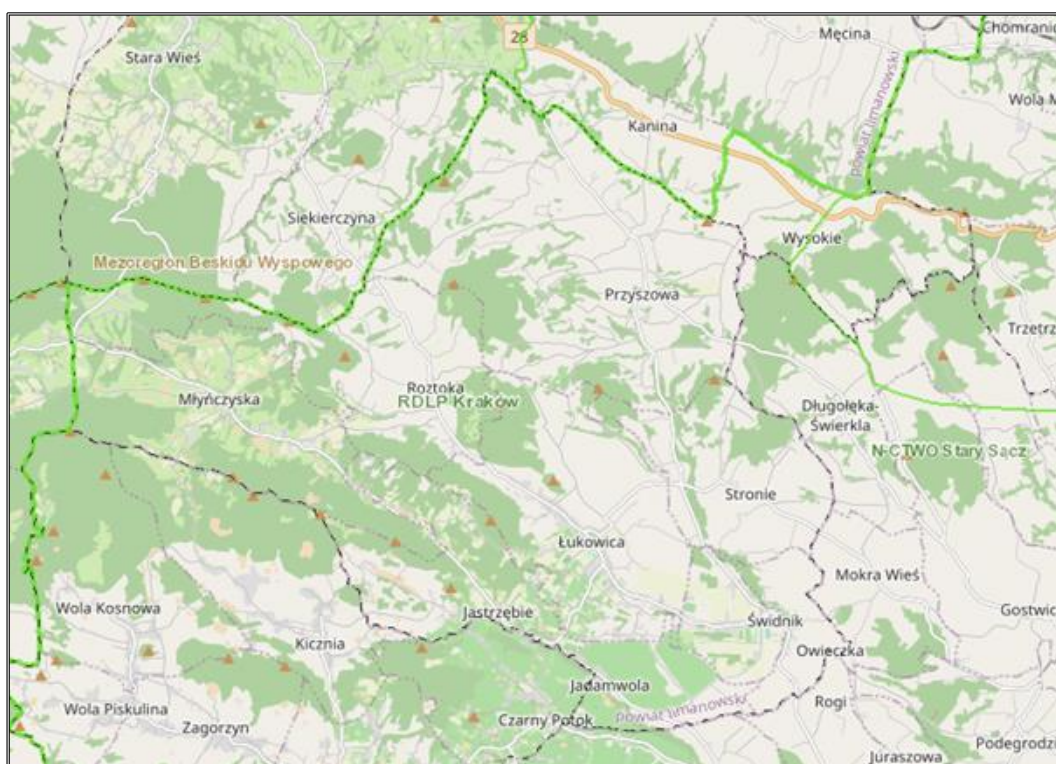 28
Chomranic
Męcina
Stara Wieś
Powiat limanowski
Wola M
Kanina
Siekierczyna
Wysokie
Mezoregion Beskidu Wyspowego
Przyszowa
Trzetrz
Roztoka
Młyńczyska
RDLP Kraków
Długołęka-
Świerkla
N-CTWO Stary Sącz
Stronie
Łukowica
Mokra Wieś
Wola Kosnowa
Jastrzębie
Gostwic
Świdnik
Kicznia
Owieczka
Jadamwola
Wola Piskulina
Rogi
Powiat limanowski
Czarny Potok
Zagorzyn
Podegrodzi
Juraszowa